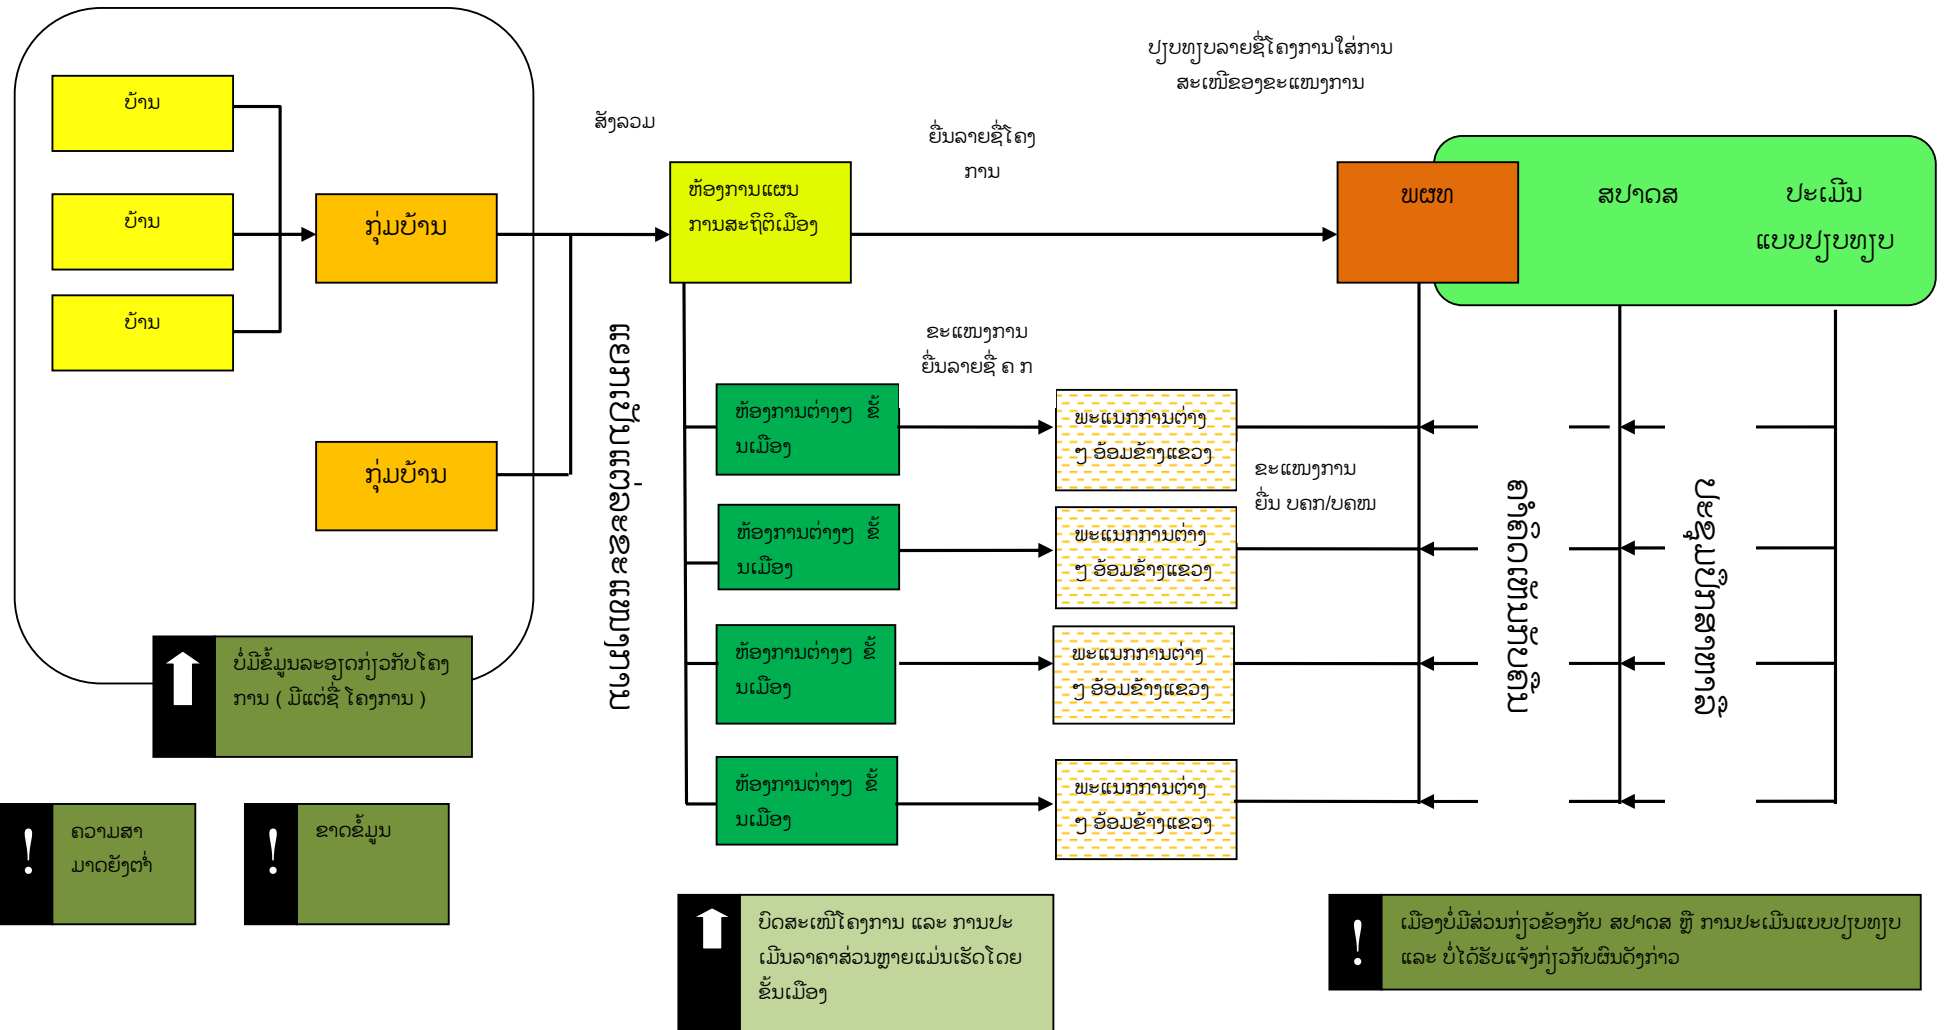 ປຽບທຽບລາຍຊື່ໂຄງການໃສ່ການ
ສະເໜີຂອງຂະແໜງການ
ບ້ານ
ບ້ານ
ບ້ານ
ກຸ່ມບ້ານ
ກຸ່ມບ້ານ
ສັງລວມ
ຫ້ອງການແຜນ
ການສະຖິຕິເມືອງ
ຍື່ນລາຍຊື່ໂຄງ
ການ
ພຜທ
ສປາດສ
ປະເມີນ
ແບບປຽບທຽບ
ແຍກເປັນແຕ່ລະຂະແໜງການ
ຂະແໜງການ
ຍື່ນລາຍຊື່ ຄ ກ
ຫ້ອງການຕ່າງໆ ຂັ້
ນເມືອງ
ພະແນກການຕ່າງ
ໆ ອ້ອມຂ້າງແຂວງ
ຂະແໜງການ
ຍື່ນ ບຄກ/ບຄໜ
ຫ້ອງການຕ່າງໆ ຂັ້
ນເມືອງ
ພະແນກການຕ່າງ
ໆ ອ້ອມຂ້າງແຂວງ
ຫ້ອງການຕ່າງໆ ຂັ້
ນເມືອງ
ພະແນກການຕ່າງ
ໆ ອ້ອມຂ້າງແຂວງ
ຫ້ອງການຕ່າງໆ ຂັ້
ນເມືອງ
ພະແນກການຕ່າງ
ໆ ອ້ອມຂ້າງແຂວງ
ຄໍາຄິດເຫັນກັບຄືນ
ປະຊຸມປຶກສາຫາລື
ບໍ່ມີຂໍ້ມູນລະອຽດກ່ຽວກັບໂຄງ
ການ ( ມີແຕ່ຊື່ ໂຄງການ )
!
ຄວາມສາ
ມາດຍັງຕໍ່າ
!
ຂາດຂໍ້ມູນ
ບົດສະເໜີໂຄງການ ແລະ ການປະ
ເມີນລາຄາສ່ວນຫຼາຍແມ່ນເຮັດໂດຍ
ຂັ້ນເມືອງ
!
ເມືອງບໍ່ມີສ່ວນກ່ຽວຂ້ອງກັບ ສປາດສ ຫຼື ການປະເມີນແບບປຽບທຽບ
ແລະ ບໍ່ໄດ້ຮັບແຈ້ງກ່ຽວກັບຜົນດັ່ງກ່າວ